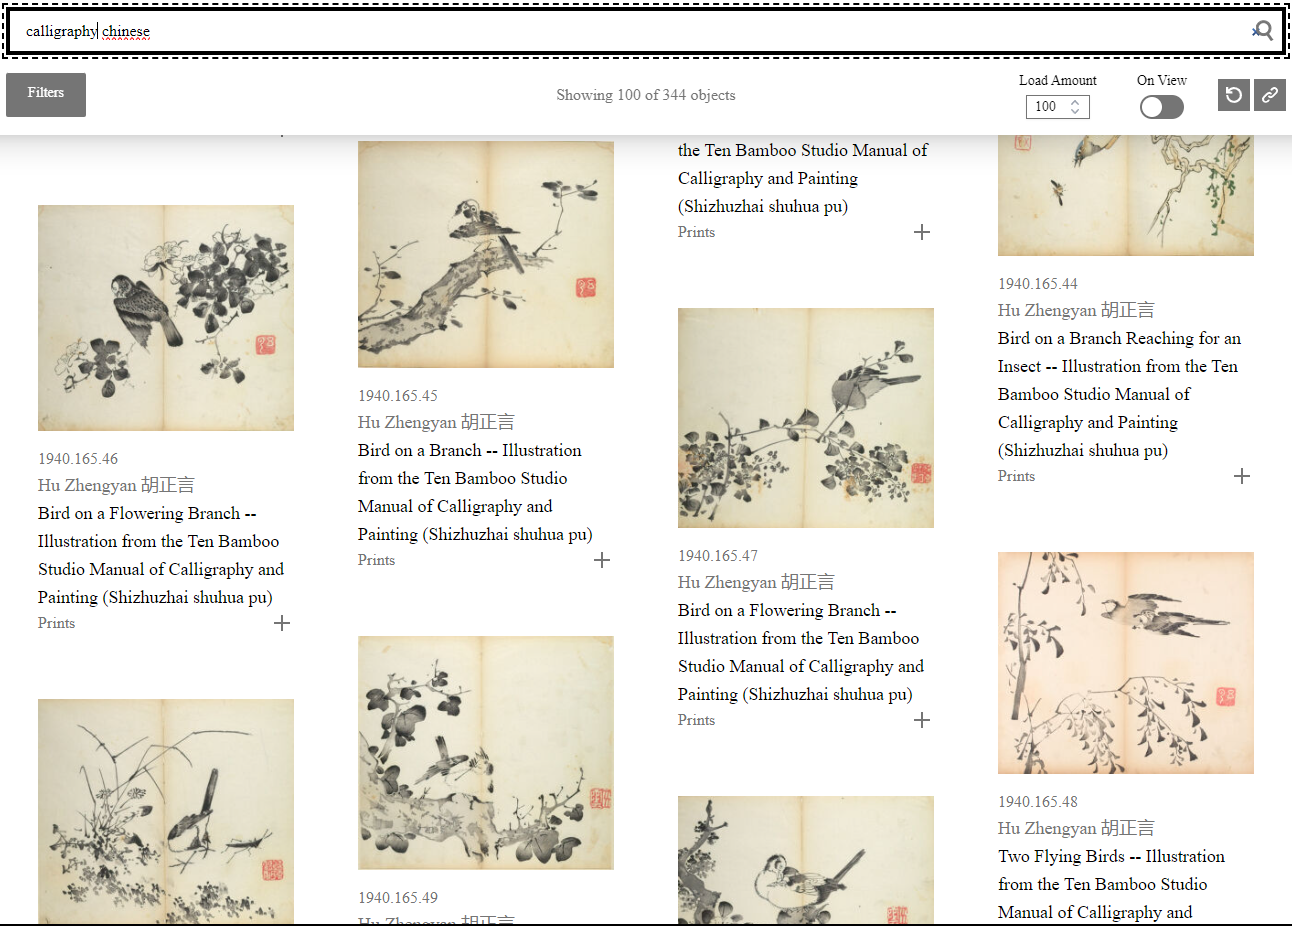 calligraphy chinese
Filters
Showing 100 of 344 objects
Load Amount
100
On View
1940.165.46
Hu Zhengyan 胡正言
Bird on a Flowering Branch --
Illustration from the Ten Bamboo
Studio Manual of Calligraphy and
Painting (Shizhuzhai shuhua pu)
Prints
1940.165.45
Hu Zhengyan 胡正言
Bird on a Branch -- Illustration
from the Ten Bamboo Studio
Manual of Calligraphy and
Painting (Shizhuzhai shuhua pu)
Prints
1940.165.49
Hu Zhengyan 胡正言
the Ten Bamboo Studio Manual of
Calligraphy and Painting
(Shizhuzhai shuhua pu)
Prints
1940.165.47
Hu Zhengyan 胡正言
Bird on a Flowering Branch --
Illustration from the Ten Bamboo
Studio Manual of Calligraphy and
Painting (Shizhuzhai shuhua pu)
Prints
1940.165.44
Hu Zhengyan 胡正言
Bird on a Branch Reaching for an
Insect -- Illustration from the Ten
Bamboo Studio Manual of
Calligraphy and Painting
(Shizhuzhai shuhua pu)
Prints
1940.165.48
Hu Zhengyan 胡正言
Two Flying Birds -- Illustration
from the Ten Bamboo Studio
Manual of Calligraphy and